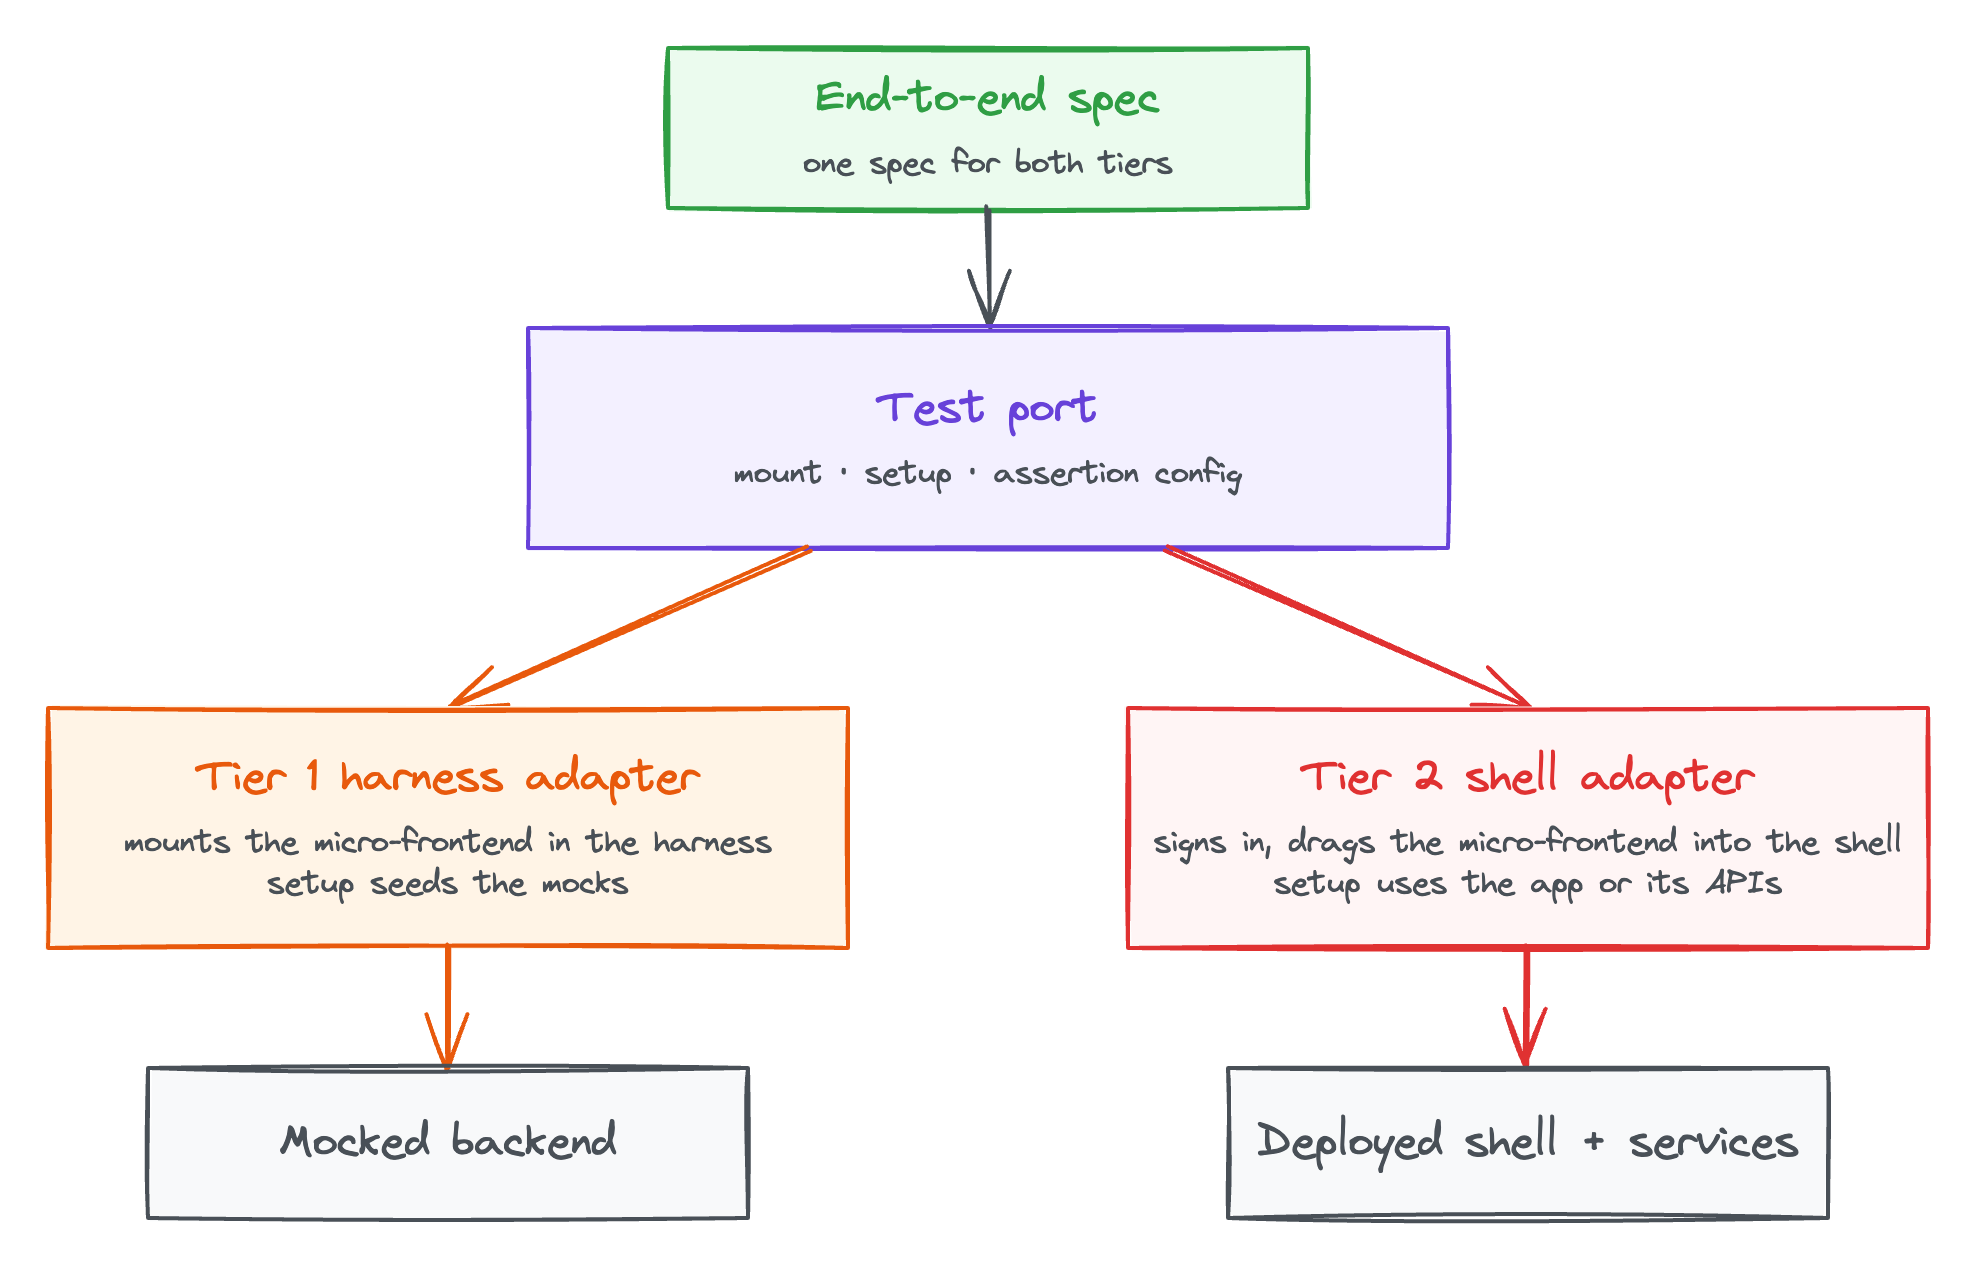 End-to-end spec
one spec for both tiers
Test port
mount · setup · assertion config
Tier 1 harness adapter
mounts the micro-frontend in the harness
setup seeds the mocks
Tier 2 shell adapter
signs in, drags the micro-frontend into the shell
setup uses the app or its APIs
Mocked backend
Deployed shell + services